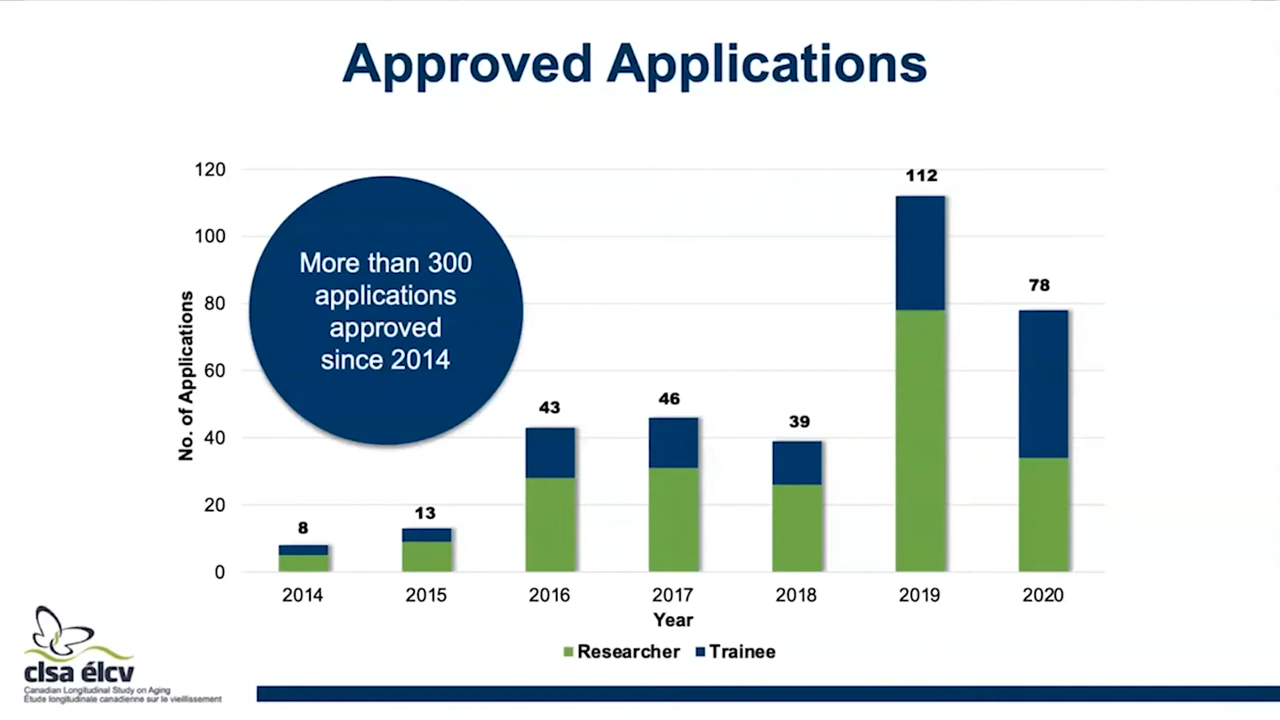 Approved Applications
120
100
80
60
40
20
0
No. of Applications
More than 300
applications
approved
since 2014
8
13
43
46
39
112
78
2014
2015
2016
2017
2018
2019
2020
Year
Researcher
Trainee
clsa élcv
Canadian Longitudinal Study on Aging
Étude longitudinale canadienne sur le vieillissement